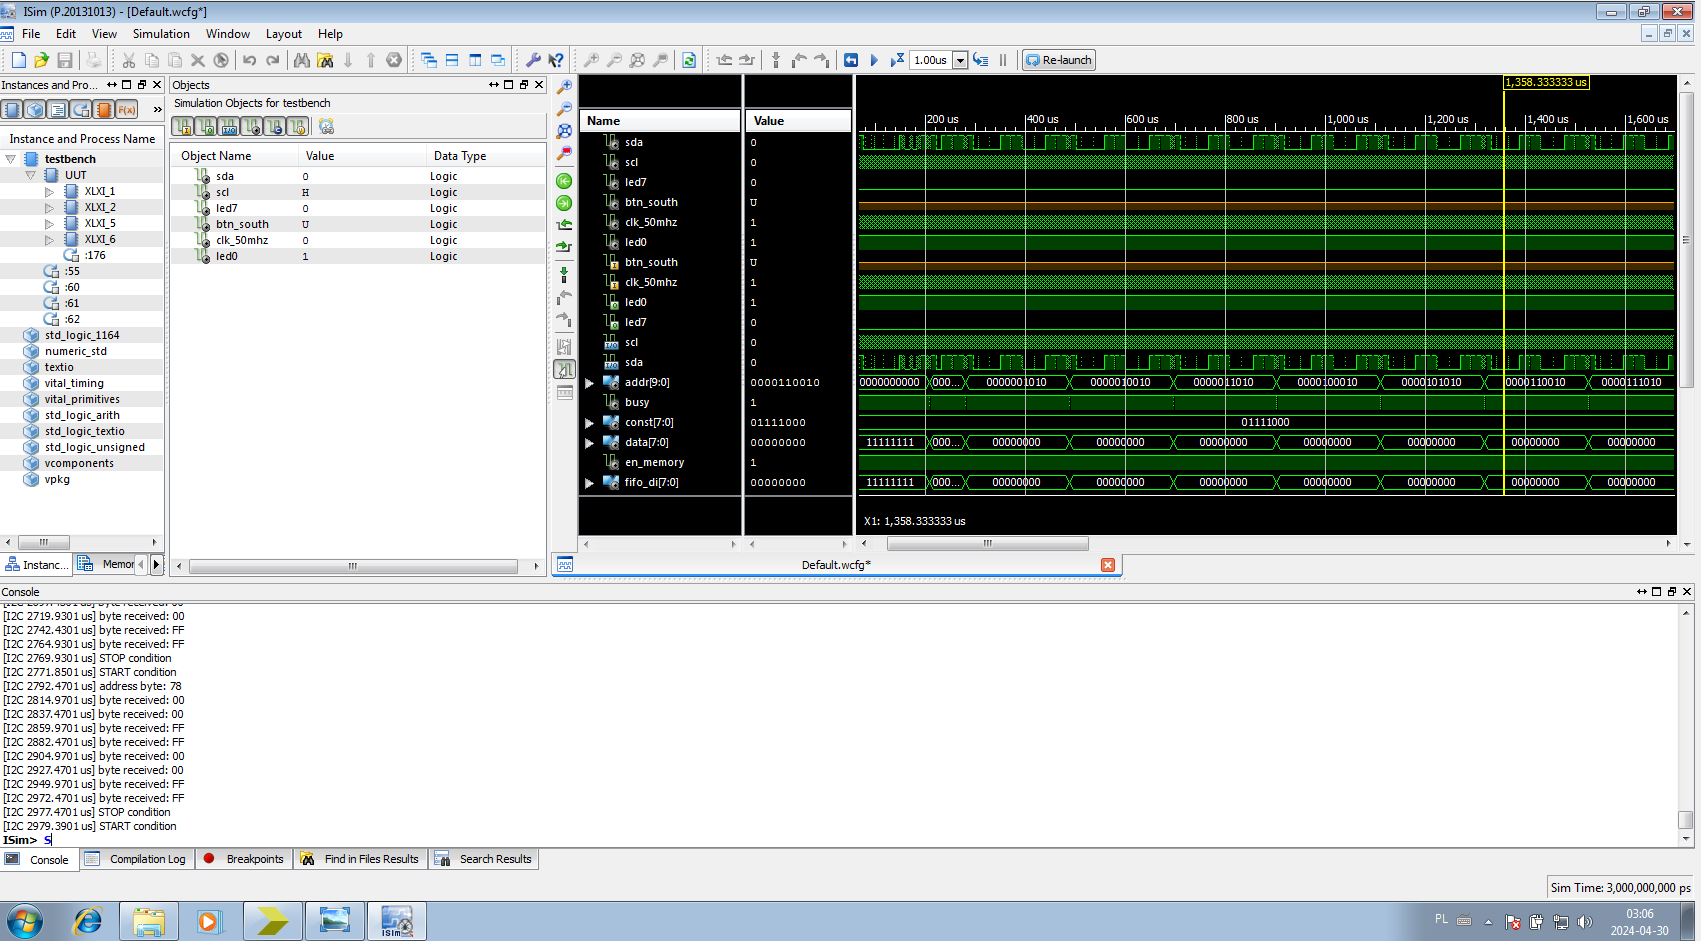 ISim (P.20131013) - [Default.wcfg*]
File Edit View Simulation Window Layout Help
1.00us Re-launch
Instances and Pro...
Instance and Process Name
testbench
UUT
XLXI_1
XLXI_2
XLXI_5
XLXI_6
:176
:55
:60
:61
:62
std_logic_1164
numeric_std
textio
vital_timing
vital_primitives
std_logic_arith
std_logic_textio
std_logic_unsigned
vcomponents
vpkg
Instanc... Memor
Objects
Simulation Objects for testbench
Object Name Value Data Type
sda 0 Logic
scl H Logic
led7 0 Logic
btn_south U Logic
clk_50mhz 0 Logic
led0 1 Logic
1,358.333333 us
Name Value
200 us 400 us 600 us 800 us 1,000 us 1,200 us 1,400 us 1,600 us
sda 0
scl 0
led7 0
btn_south U
clk_50mhz 1
led0 1
btn_south U
clk_50mhz 1
led0 1
led7 0
scl 0
sda 0
addr[9:0] 0000110010 0000000000 000... 0000001010 0000010010 0000011010 0000100010 0000101010 0000110010 0000111010
busy 1
const[7:0] 01111000 01111000
data[7:0] 00000000 11111111 000... 00000000 00000000 00000000 00000000 00000000 00000000 00000000
en_memory 1
fifo_di[7:0] 00000000 11111111 000... 00000000 00000000 00000000 00000000 00000000 00000000 00000000
X1: 1,358.333333 us
Default.wcfg*
Console
[I2C 2719.9301 us] byte received: 00
[I2C 2742.4301 us] byte received: FF
[I2C 2764.9301 us] byte received: FF
[I2C 2769.9301 us] STOP condition
[I2C 2771.8501 us] START condition
[I2C 2792.4701 us] address byte: 78
[I2C 2814.9701 us] byte received: 00
[I2C 2837.4701 us] byte received: 00
[I2C 2859.9701 us] byte received: FF
[I2C 2882.4701 us] byte received: FF
[I2C 2904.9701 us] byte received: 00
[I2C 2927.4701 us] byte received: 00
[I2C 2949.9701 us] byte received: FF
[I2C 2972.4701 us] byte received: FF
[I2C 2977.4701 us] STOP condition
[I2C 2979.3901 us] START condition
ISim> S
Console Compilation Log Breakpoints Find in Files Results Search Results
Sim Time: 3,000,000,000 ps
ISim
PL
03:06
2024-04-30